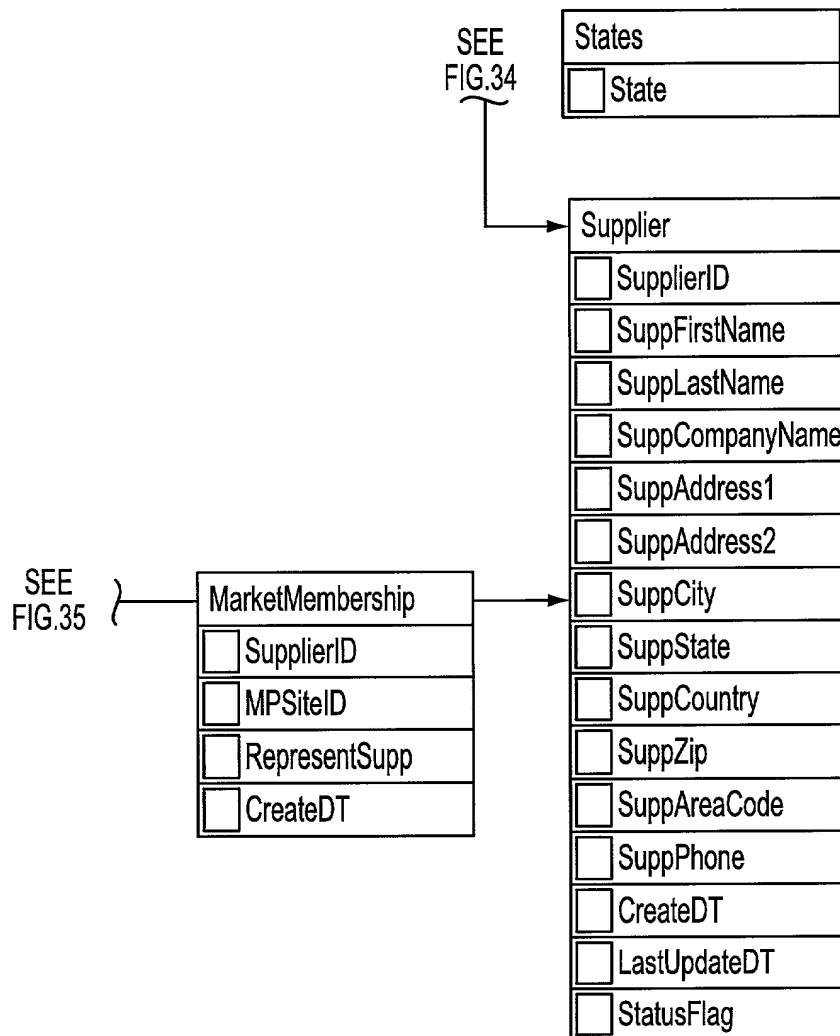 SEE
FIG.34
States
State
Supplier
SupplierID
SuppFirstName
SuppLastName
SuppCompanyName
SuppAddress1
SuppAddress2
SuppCity
SuppState
SuppCountry
SuppZip
SuppAreaCode
SuppPhone
CreateDT
LastUpdateDT
StatusFlag
SEE
FIG.35
MarketMembership
SupplierID
MPSiteID
RepresentSupp
CreateDT